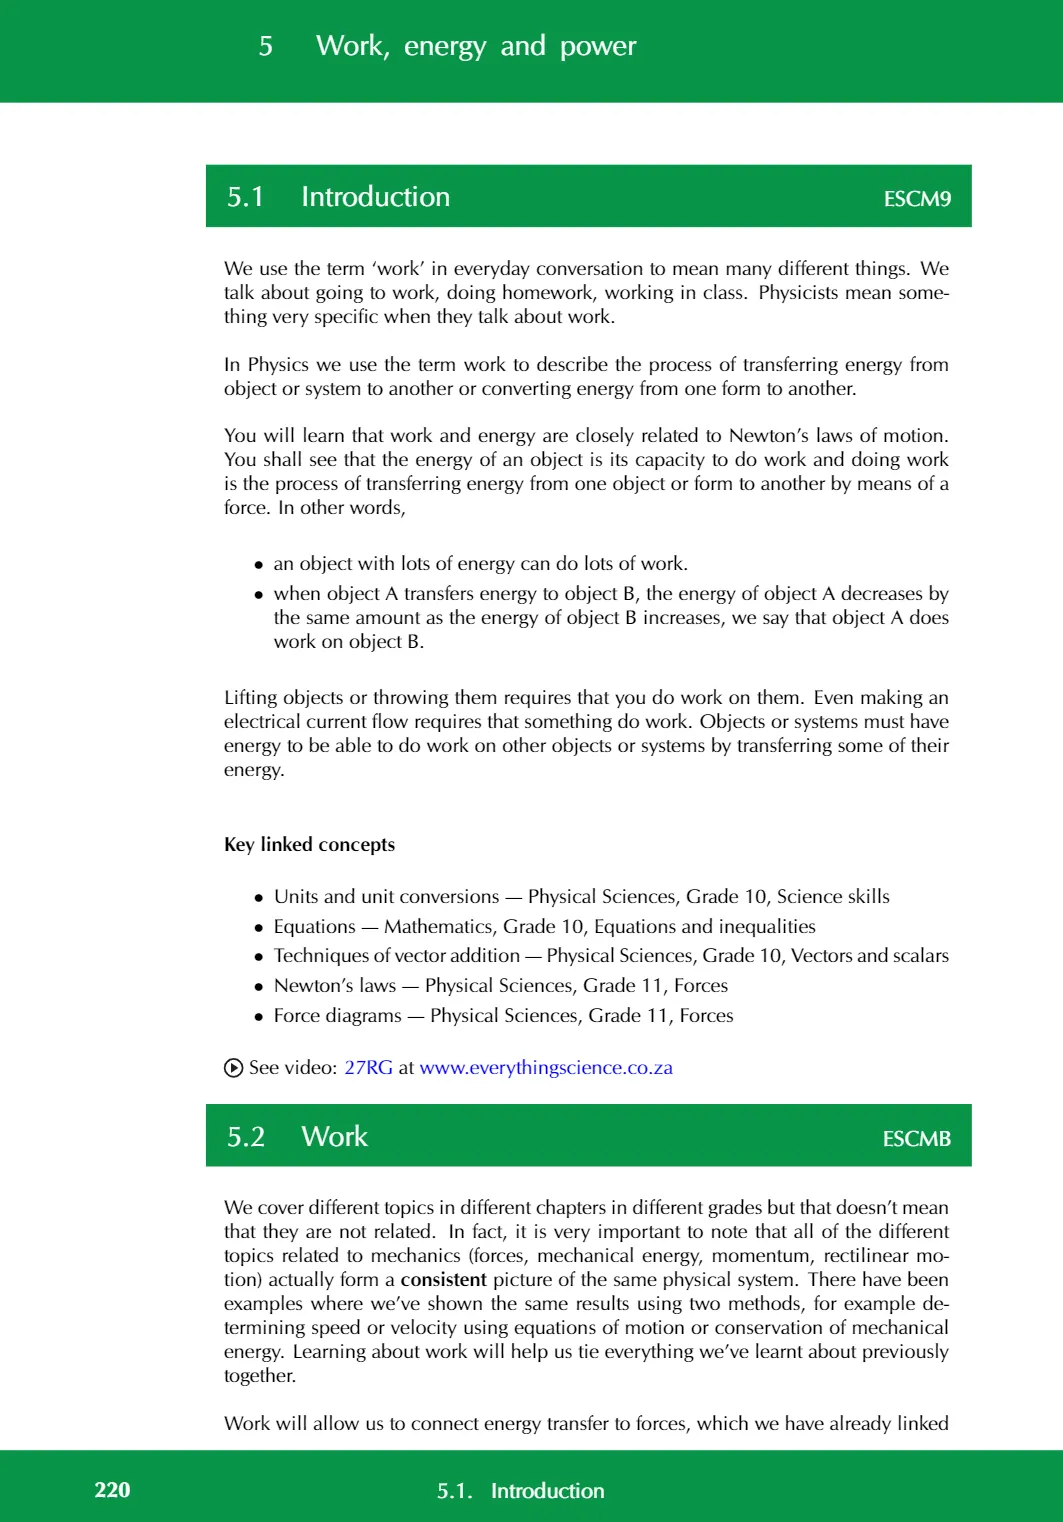 5 Work, energy and power
5.1 Introduction ESCM9
We use the term ‘work’ in everyday conversation to mean many different things. We
talk about going to work, doing homework, working in class. Physicists mean some-
thing very specific when they talk about work.
In Physics we use the term work to describe the process of transferring energy from
object or system to another or converting energy from one form to another.
You will learn that work and energy are closely related to Newton’s laws of motion.
You shall see that the energy of an object is its capacity to do work and doing work
is the process of transferring energy from one object or form to another by means of a
force. In other words,
• an object with lots of energy can do lots of work.
• when object A transfers energy to object B, the energy of object A decreases by
the same amount as the energy of object B increases, we say that object A does
work on object B.
Lifting objects or throwing them requires that you do work on them. Even making an
electrical current flow requires that something do work. Objects or systems must have
energy to be able to do work on other objects or systems by transferring some of their
energy.
Key linked concepts
• Units and unit conversions — Physical Sciences, Grade 10, Science skills
• Equations — Mathematics, Grade 10, Equations and inequalities
• Techniques of vector addition — Physical Sciences, Grade 10, Vectors and scalars
• Newton’s laws — Physical Sciences, Grade 11, Forces
• Force diagrams — Physical Sciences, Grade 11, Forces
See video: 27RG at www.everythingscience.co.za
5.2 Work ESCMB
We cover different topics in different chapters in different grades but that doesn’t mean
that they are not related. In fact, it is very important to note that all of the different
topics related to mechanics (forces, mechanical energy, momentum, rectilinear mo-
tion) actually form a consistent picture of the same physical system. There have been
examples where we’ve shown the same results using two methods, for example de-
termining speed or velocity using equations of motion or conservation of mechanical
energy. Learning about work will help us tie everything we’ve learnt about previously
together.
Work will allow us to connect energy transfer to forces, which we have already linked
220 5.1. Introduction